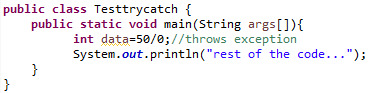 public class Testtrycatch {
    public static void main(String args[]){
          int data=50/0;//throws exception
          System.out.println("rest of the code...");
    }
}